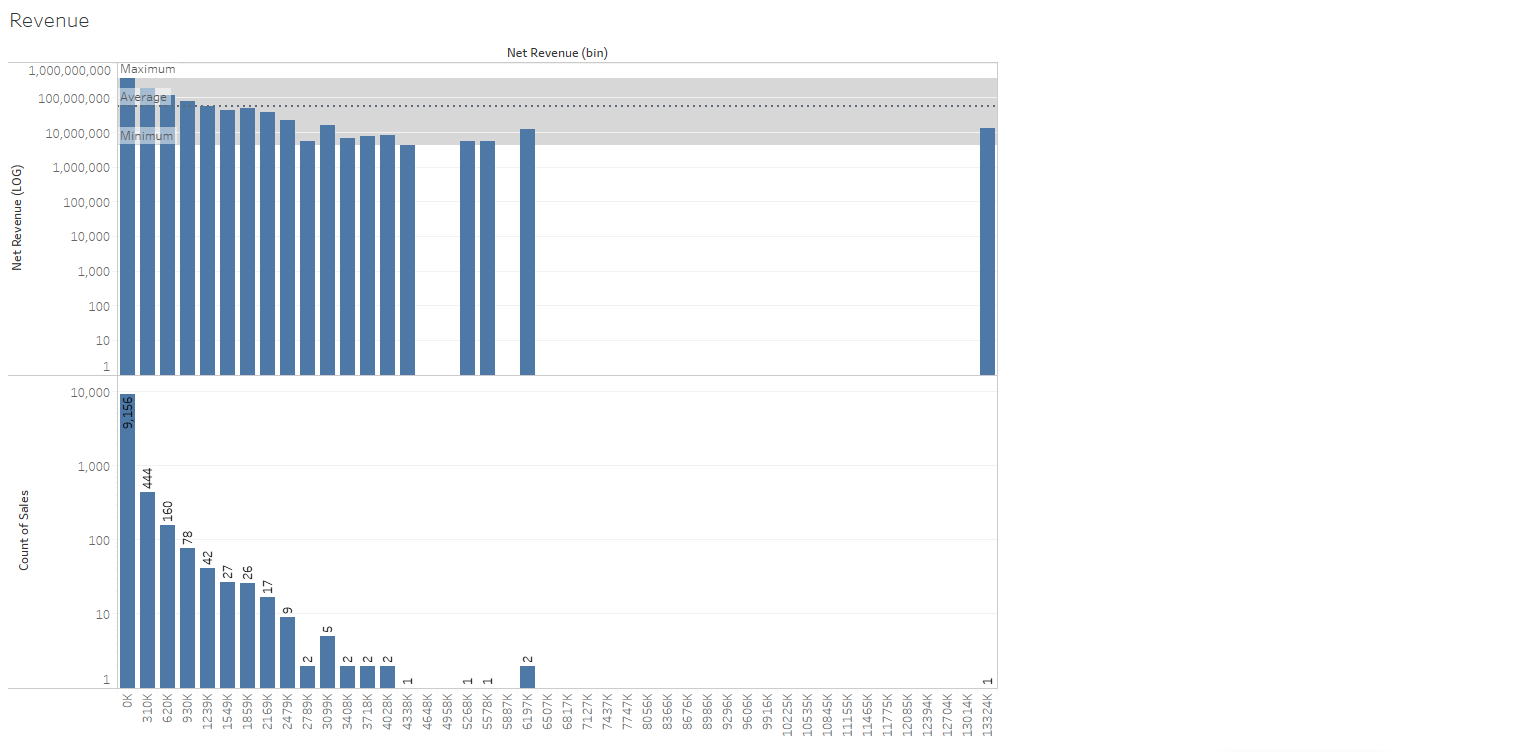 Revenue
Net Revenue (bin)
Net Revenue (LOG)
1,000,000,000
100,000,000
10,000,000
1,000,000
100,000
10,000
1,000
100
10
1
Maximum
Average
Minimum
Count of Sales
10,000
1,000
100
10
1
9,156
444
160
78
42
27
26
17
9
2
5
2
2
2
1
1
1
2
1
0K
310K
620K
930K
1239K
1549K
1859K
2169K
2479K
2789K
3099K
3408K
3718K
4028K
4338K
4648K
4958K
5268K
5578K
5887K
6197K
6507K
6817K
7127K
7437K
7747K
8056K
8366K
8676K
8986K
9296K
9606K
9916K
10225K
10535K
10845K
11155K
11465K
11775K
12085K
12394K
12704K
13014K
13324K